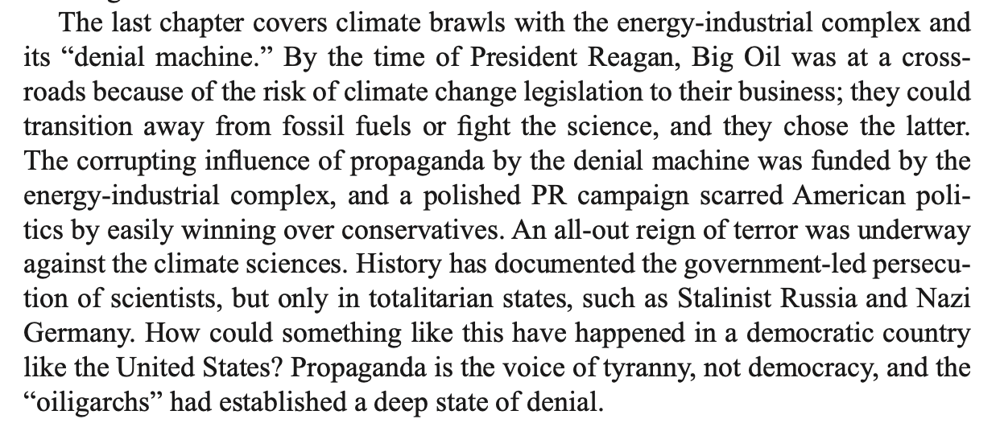 The last chapter covers climate brawls with the energy-industrial complex and
its “denial machine.” By the time of President Reagan, Big Oil was at a cross-
roads because of the risk of climate change legislation to their business; they could
transition away from fossil fuels or fight the science, and they chose the latter.
The corrupting influence of propaganda by the denial machine was funded by the
energy-industrial complex, and a polished PR campaign scarred American poli-
tics by easily winning over conservatives. An all-out reign of terror was underway
against the climate sciences. History has documented the government-led persecu-
tion of scientists, but only in totalitarian states, such as Stalinist Russia and Nazi
Germany. How could something like this have happened in a democratic country
like the United States? Propaganda is the voice of tyranny, not democracy, and the
“oiligarchs” had established a deep state of denial.